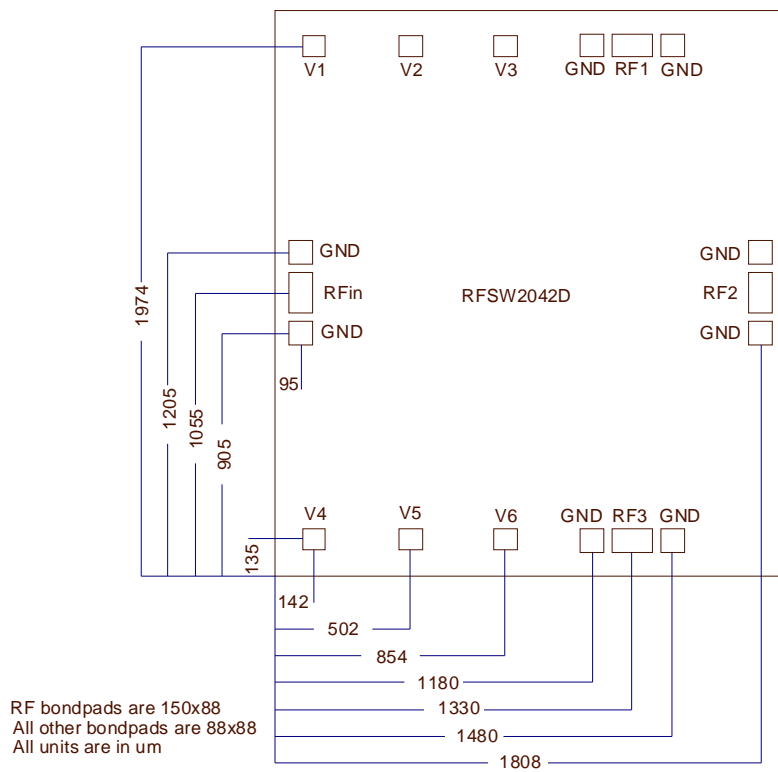 V1 V2 V3 GND RF1 GND
1974
GND GND
1205
RFin RFSW2042D RF2
1055
GND GND
905
95
V4 V5 V6 GND RF3 GND
135
142
502
854
1180
RF bondpads are 150x88
1330
All other bondpads are 88x88
1480
All units are in um
1808